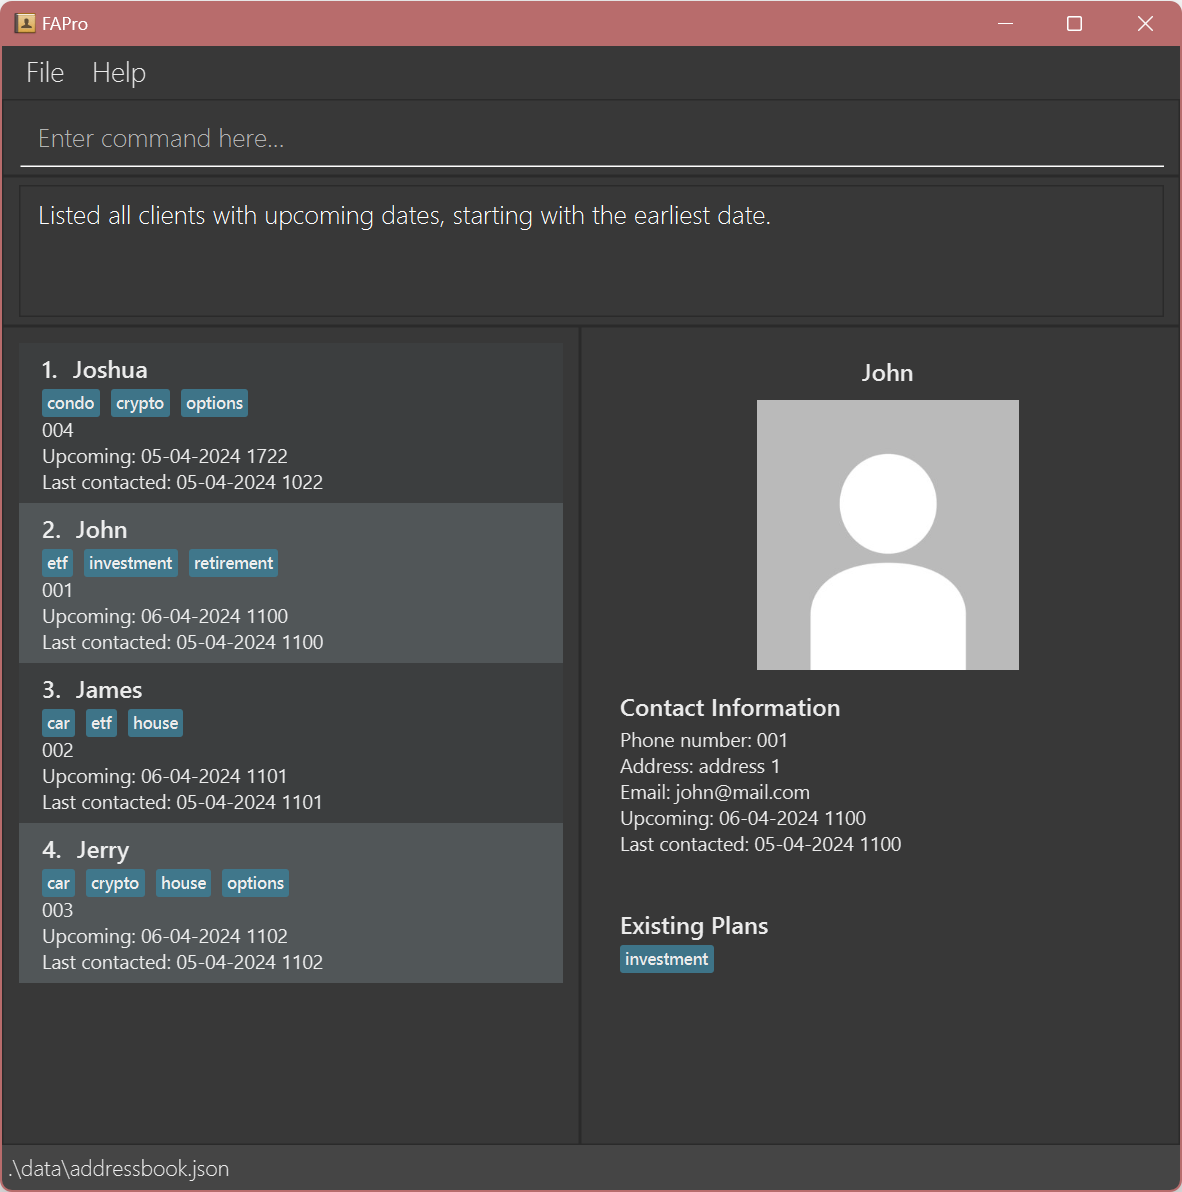 FAPro
File Help
Enter command here...
Listed all clients with upcoming dates, starting with the earliest date.
1. Joshua
condo crypto options
004
Upcoming: 05-04-2024 1722
Last contacted: 05-04-2024 1022
2. John
etf investment retirement
001
Upcoming: 06-04-2024 1100
Last contacted: 05-04-2024 1100
3. James
car etf house
002
Upcoming: 06-04-2024 1101
Last contacted: 05-04-2024 1101
4. Jerry
car crypto house options
003
Upcoming: 06-04-2024 1102
Last contacted: 05-04-2024 1102
John
Contact Information
Phone number: 001
Address: address 1
Email: john@mail.com
Upcoming: 06-04-2024 1100
Last contacted: 05-04-2024 1100
Existing Plans
investment
.\data\addressbook.json